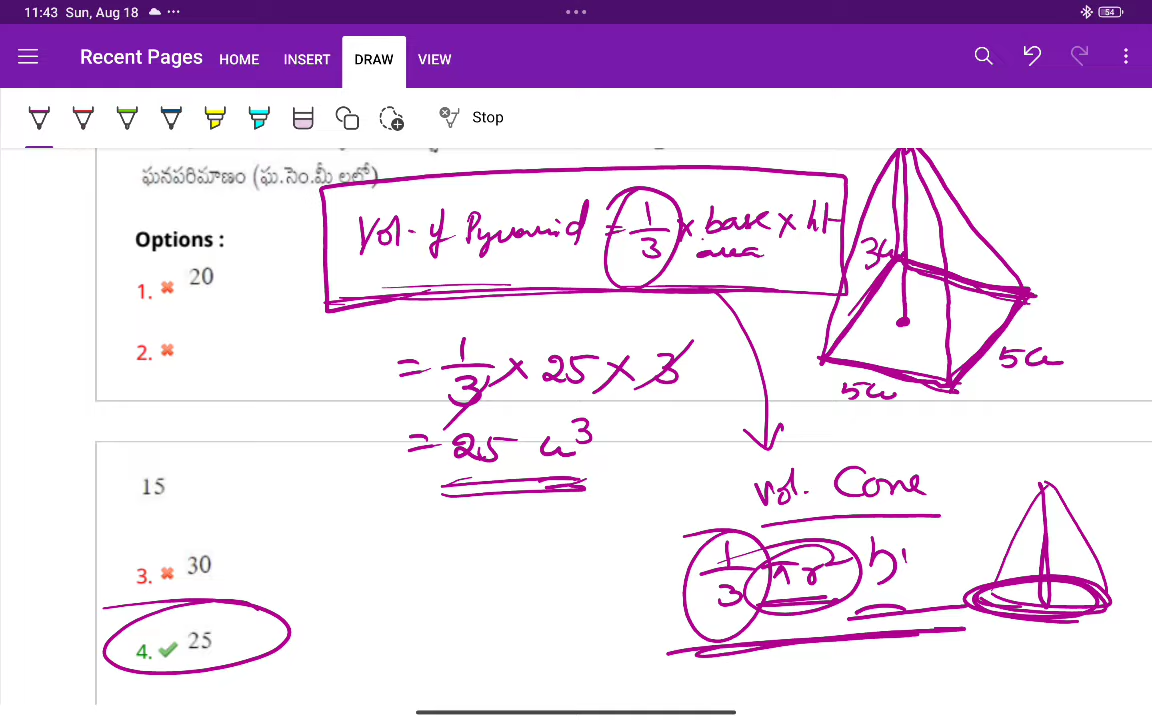 11:43 Sun, Aug 18
54
Recent Pages HOME INSERT DRAW VIEW
Stop
ఘనపరిమాణం (ఘ.సెం.మీ లలో)
Vol. of Pyramid = 1/3 × base area × ht
3cm
5cm
5cm
Options :
1. 20
2.
= 1/3 × 25 × 3
= 25 cm³
15
Vol. Cone
1/3 πr² h
3. 30
4. 25